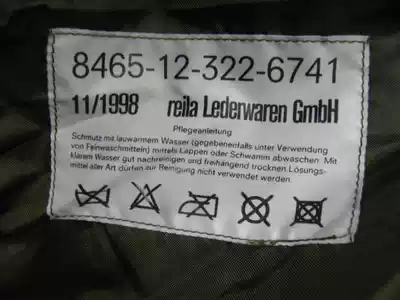 8465-12-322-6741
11/1998 reila Lederwaren GmbH
Pflegeanleitung
Schmutz mit lauwarmem Wasser (gegebenenfalls unter Verwendung
von Feinwaschmitteln) mittels Lappen oder Schwamm abwaschen. Mit
klarem Wasser gut nachreinigen und freihängend trocknen. Lösungs-
mittel aller Art dürfen zur Reinigung nicht verwendet werden.